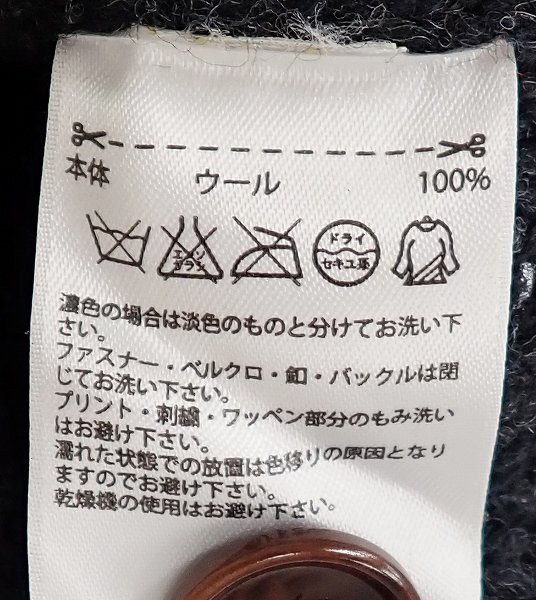 本体 ウール 100%
エンソ
サラシ
ドライ
セキユ系
濃色の場合は淡色のものと分けてお洗い下
さい。
ファスナー・ベルクロ・釦・バックルは閉
じてお洗い下さい。
プリント・刺繍・ワッペン部分のもみ洗い
はお避け下さい。
濡れた状態での放置は色移りの原因となり
ますのでお避け下さい。
乾燥機の使用はお避け下さい。